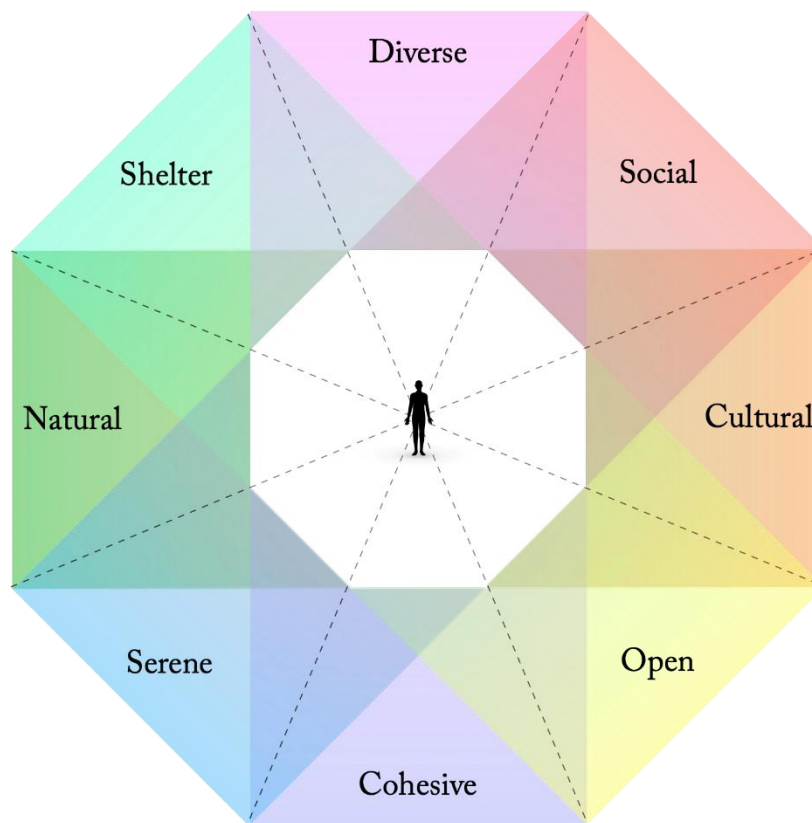 Diverse
Shelter
Social
Natural
Cultural
Serene
Open
Cohesive